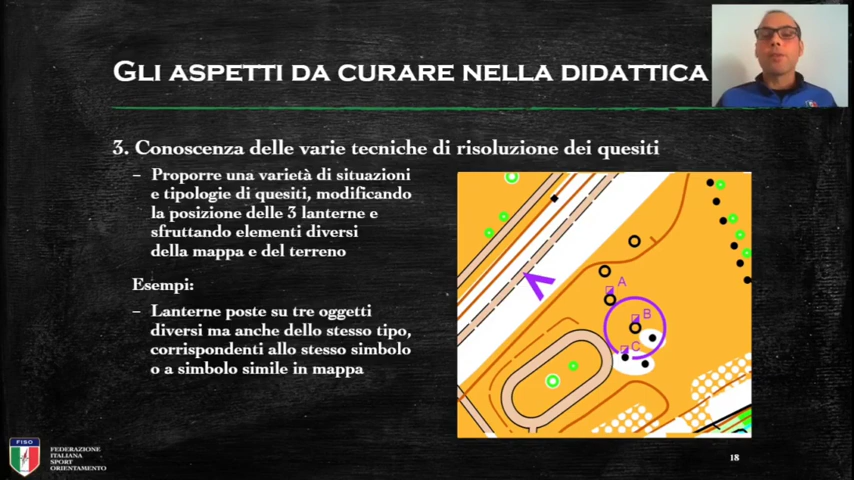 GLI ASPETTI DA CURARE NELLA DIDATTICA
3. Conoscenza delle varie tecniche di risoluzione dei quesiti
– Proporre una varietà di situazioni
e tipologie di quesiti, modificando
la posizione delle 3 lanterne e
sfruttando elementi diversi
della mappa e del terreno
Esempi:
– Lanterne poste su tre oggetti
diversi ma anche dello stesso tipo,
corrispondenti allo stesso simbolo
o a simbolo simile in mappa
A
B
C
FISO
FEDERAZIONE
ITALIANA
SPORT
ORIENTAMENTO
18